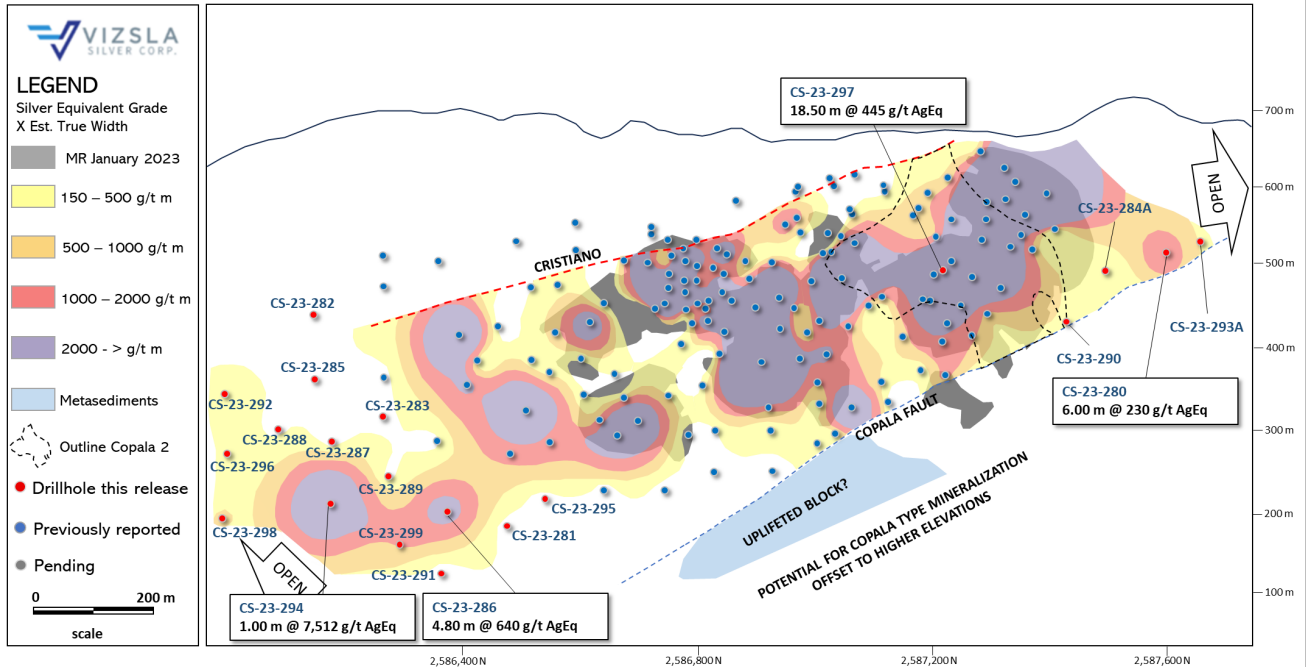 VIZSLA
SILVER CORP.
LEGEND
Silver Equivalent Grade
X Est. True Width
MR January 2023
150 – 500 g/t m
500 – 1000 g/t m
1000 – 2000 g/t m
2000 - > g/t m
Metasediments
Outline Copala 2
Drillhole this release
Previously reported
Pending
0 200 m
scale
CS-23-297
18.50 m @ 445 g/t AgEq
700 m
600 m
500 m
400 m
300 m
200 m
100 m
OPEN
CS-23-284A
CRISTIANO
CS-23-282
CS-23-293A
CS-23-285
CS-23-290
CS-23-280
6.00 m @ 230 g/t AgEq
CS-23-292
CS-23-283
CS-23-288
CS-23-287
CS-23-296
COPALA FAULT
CS-23-289
CS-23-295
CS-23-298
CS-23-299
CS-23-281
UPLIFETED BLOCK?
POTENTIAL FOR COPALA TYPE MINERALIZATION
OFFSET TO HIGHER ELEVATIONS
CS-23-291
OPEN
CS-23-294
1.00 m @ 7,512 g/t AgEq
CS-23-286
4.80 m @ 640 g/t AgEq
2,586,400N
2,586,800N
2,587,200N
2,587,600N